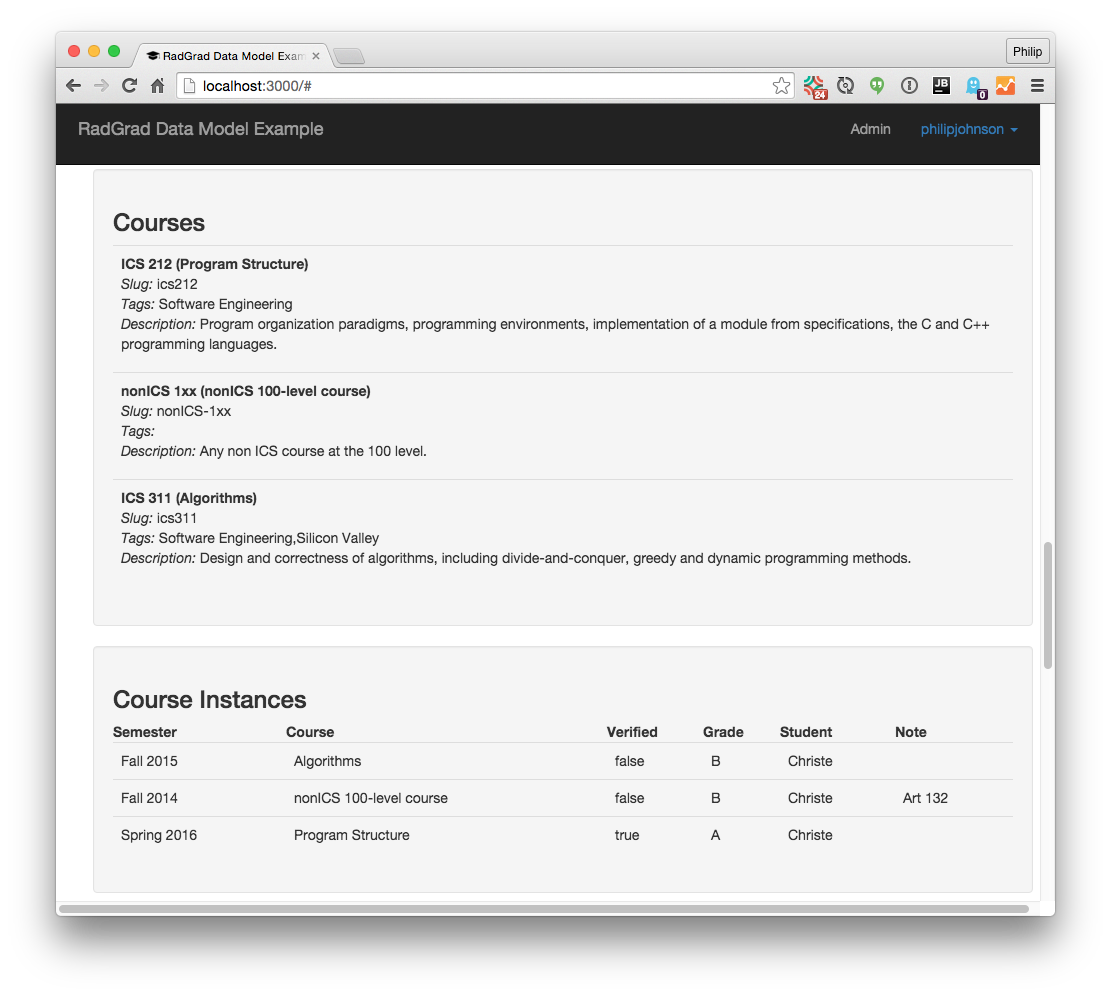 RadGrad Data Model Exam
Philip
localhost:3000/#
24
JB
0
RadGrad Data Model Example
Admin
philipjohnson
Courses
ICS 212 (Program Structure)
Slug: ics212
Tags: Software Engineering
Description: Program organization paradigms, programming environments, implementation of a module from specifications, the C and C++
programming languages.
nonICS 1xx (nonICS 100-level course)
Slug: nonICS-1xx
Tags:
Description: Any non ICS course at the 100 level.
ICS 311 (Algorithms)
Slug: ics311
Tags: Software Engineering,Silicon Valley
Description: Design and correctness of algorithms, including divide-and-conquer, greedy and dynamic programming methods.
Course Instances
Semester Course Verified Grade Student Note
Fall 2015 Algorithms false B Christe
Fall 2014 nonICS 100-level course false B Christe Art 132
Spring 2016 Program Structure true A Christe